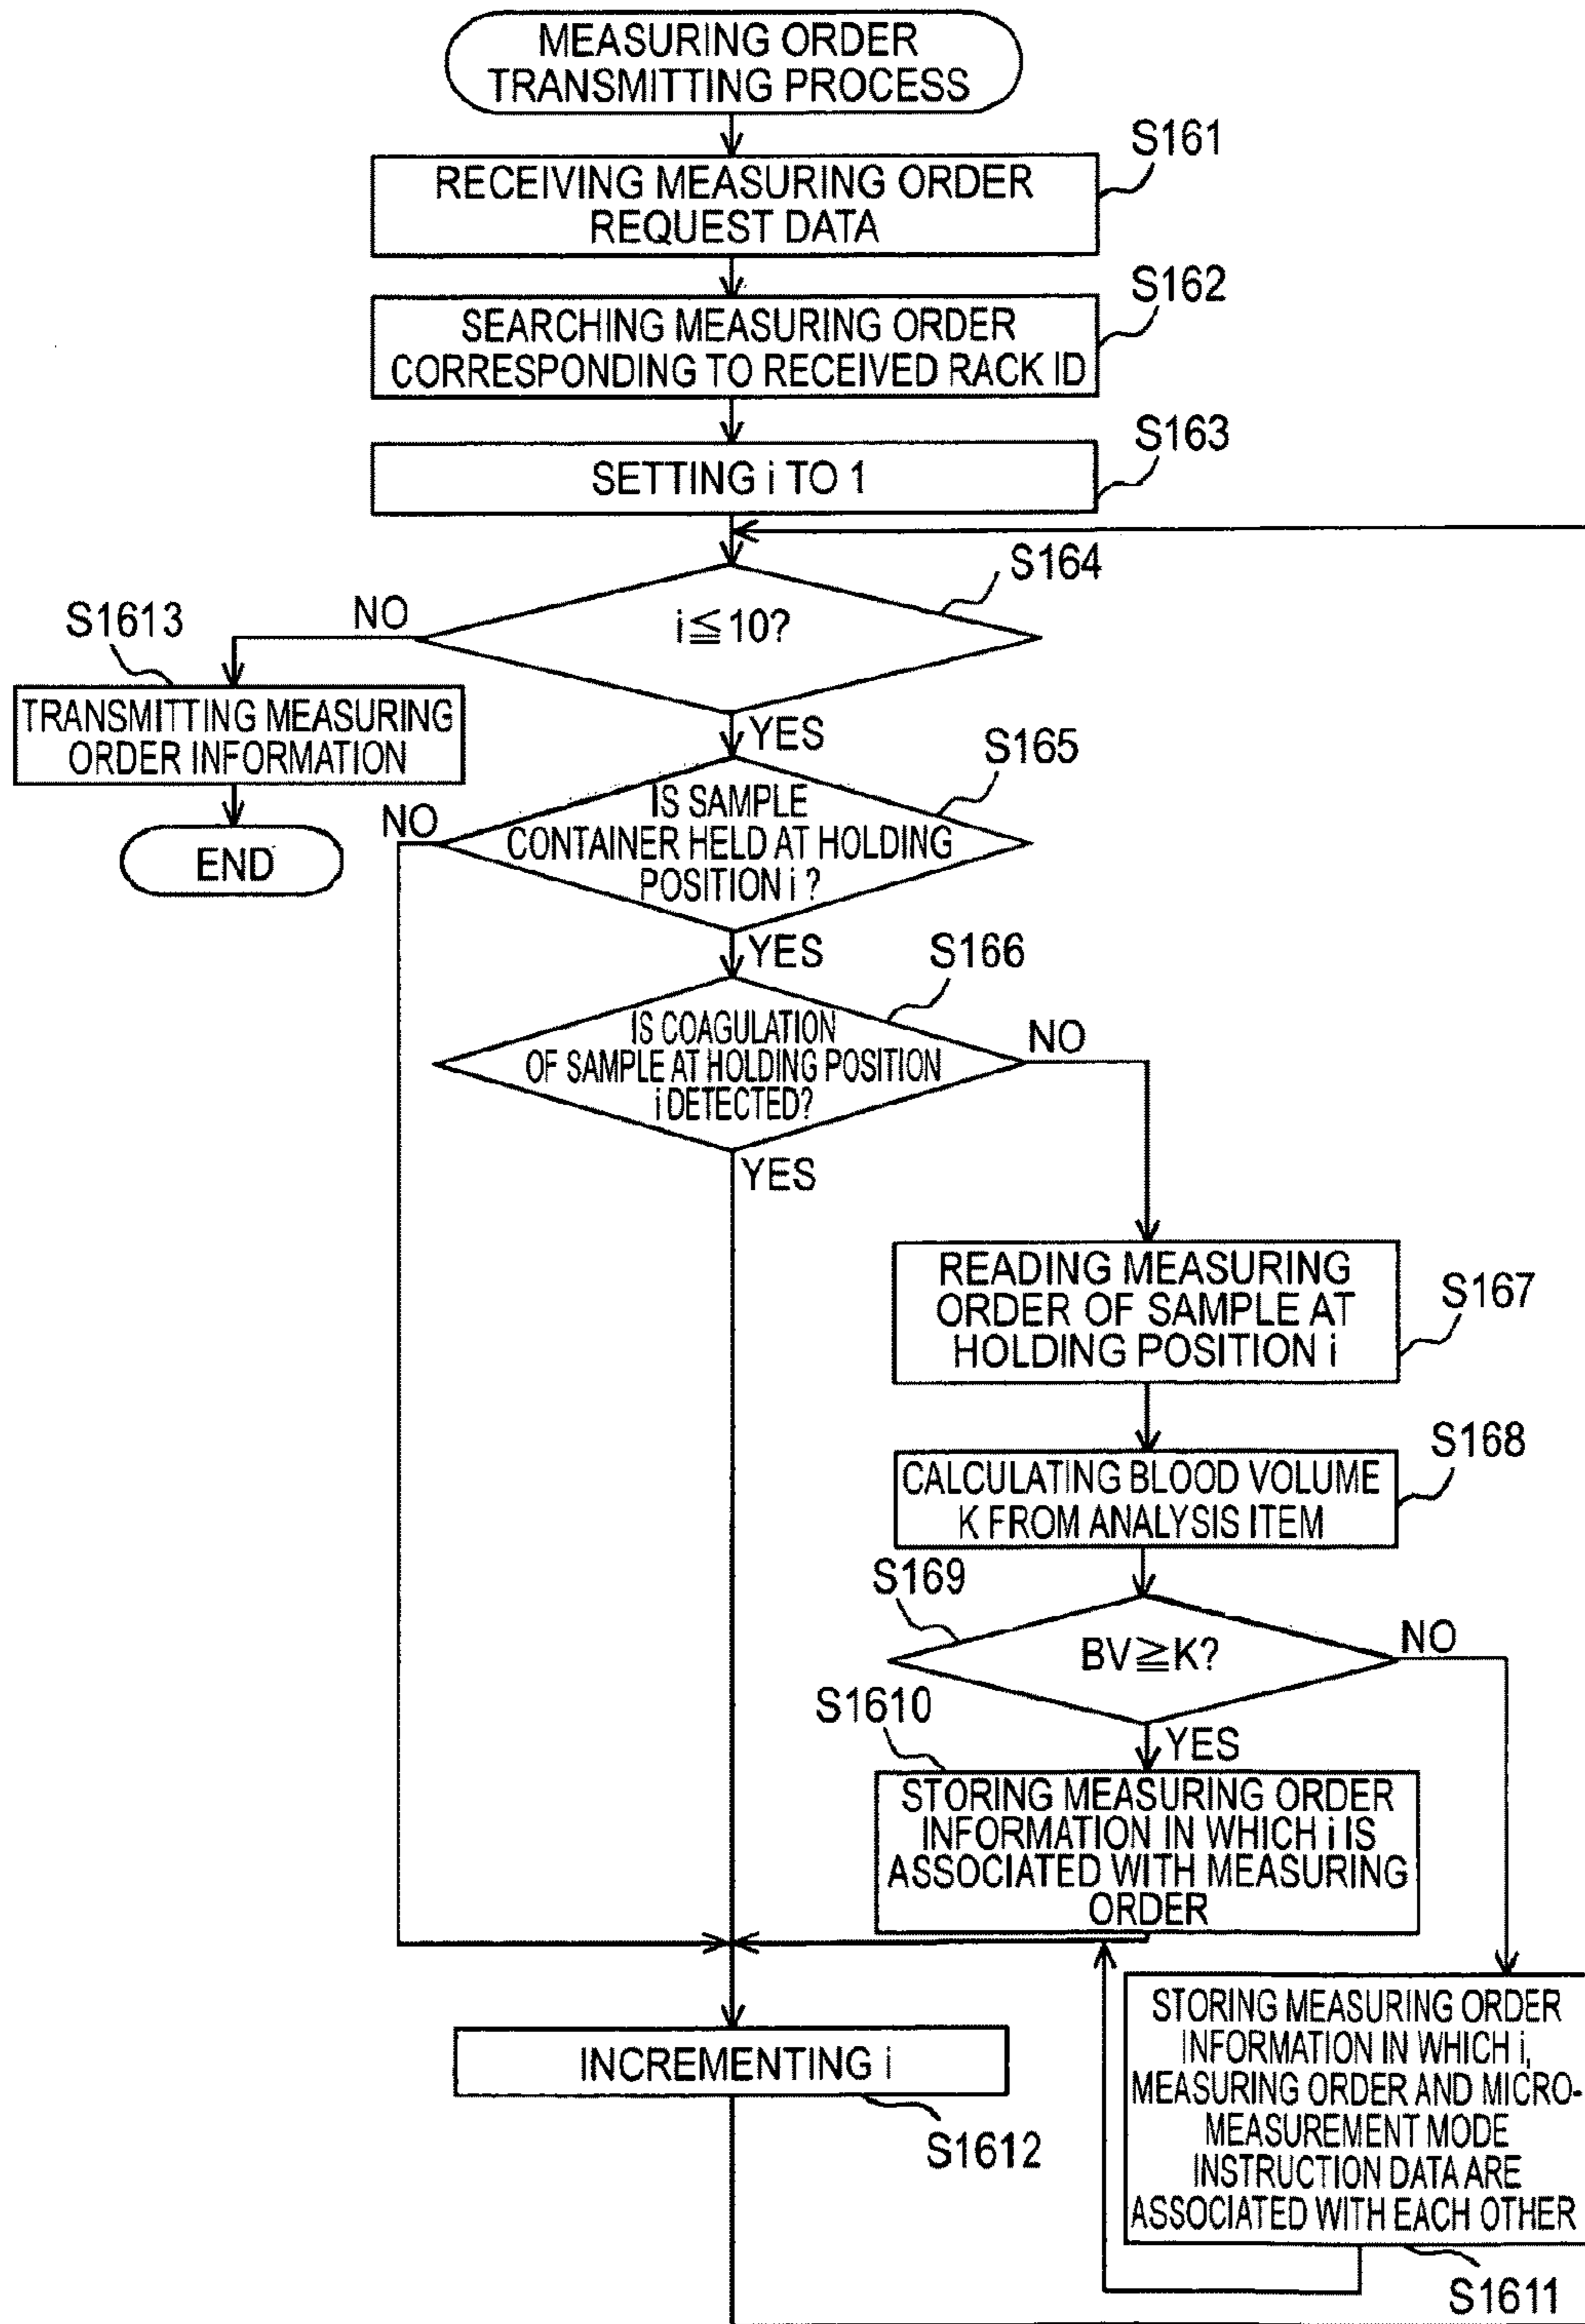 MEASURING ORDER
TRANSMITTING PROCESS
S161
RECEIVING MEASURING ORDER
REQUEST DATA
S162
SEARCHING MEASURING ORDER
CORRESPONDING TO RECEIVED RACK ID
S163
SETTING i TO 1
S164
i≦10?
NO
S1613
TRANSMITTING MEASURING
ORDER INFORMATION
END
YES
S165
IS SAMPLE
CONTAINER HELD AT HOLDING
POSITION i ?
NO
YES
S166
IS COAGULATION
OF SAMPLE AT HOLDING POSITION
i DETECTED?
NO
YES
READING MEASURING
ORDER OF SAMPLE AT
HOLDING POSITION i
S167
S168
CALCULATING BLOOD VOLUME
K FROM ANALYSIS ITEM
S169
BV≧K?
NO
S1610
YES
STORING MEASURING ORDER
INFORMATION IN WHICH i IS
ASSOCIATED WITH MEASURING
ORDER
STORING MEASURING ORDER
INFORMATION IN WHICH i,
MEASURING ORDER AND MICRO-
MEASUREMENT MODE
INSTRUCTION DATA ARE
ASSOCIATED WITH EACH OTHER
S1611
INCREMENTING i
S1612